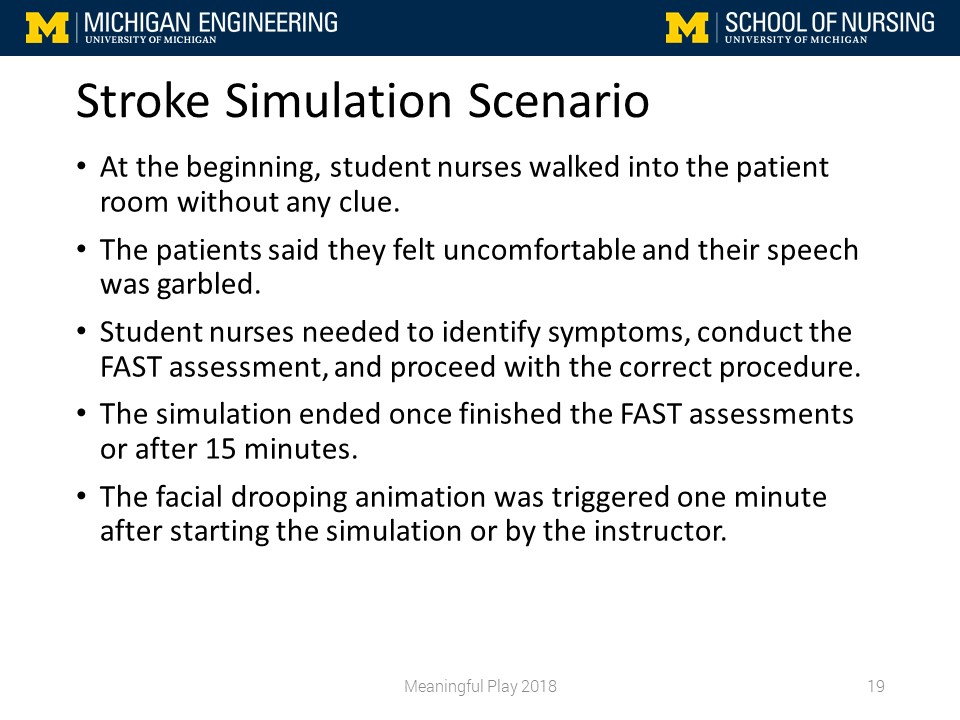 M | MICHIGAN ENGINEERING
UNIVERSITY OF MICHIGAN
M | SCHOOL OF NURSING
UNIVERSITY OF MICHIGAN
Stroke Simulation Scenario
• At the beginning, student nurses walked into the patient
room without any clue.
• The patients said they felt uncomfortable and their speech
was garbled.
• Student nurses needed to identify symptoms, conduct the
FAST assessment, and proceed with the correct procedure.
• The simulation ended once finished the FAST assessments
or after 15 minutes.
• The facial drooping animation was triggered one minute
after starting the simulation or by the instructor.
Meaningful Play 2018
19